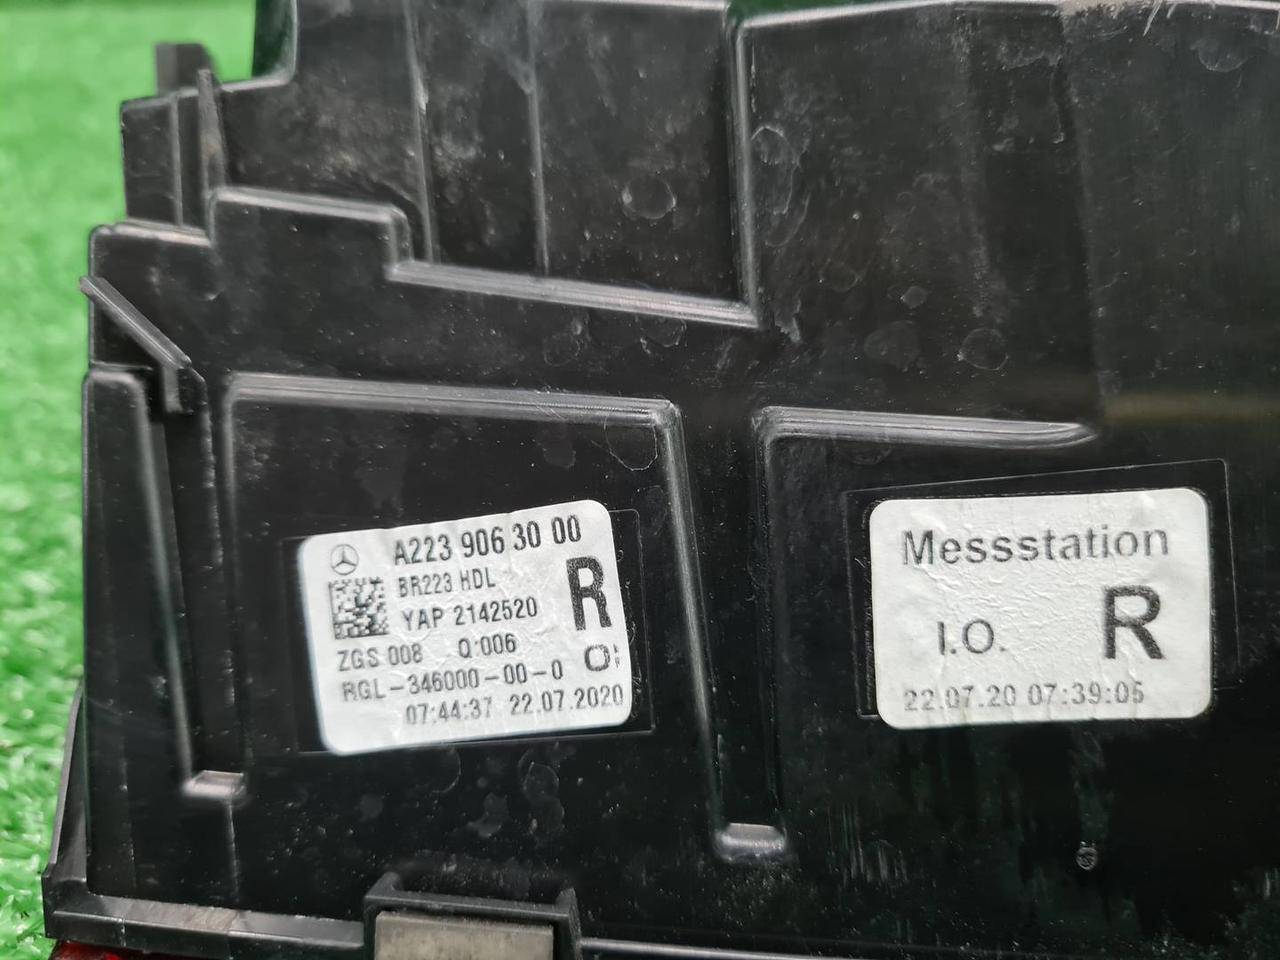 A223 906 30 00
BR223 HDL
R
YAP 2142520
ZGS 008 Q:006
RGL-346000-00-0
07:44:37 22.07.2020
Messstation
I.O. R
22.07.20 07:39:05